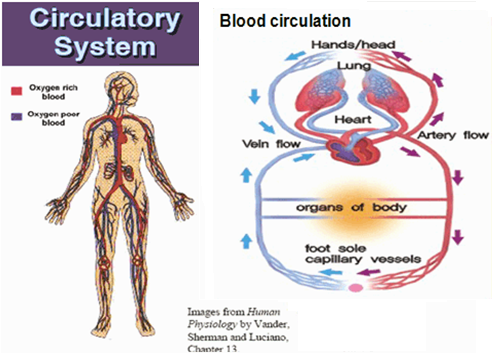 Circulatory
System
Oxygen rich
blood
Oxygen poor
blood
Blood circulation
Hands/head
Lung
Heart
Vein flow
Artery flow
organs of body
foot sole
capillary vessels
Images from Human
Physiology by Vander,
Sherman and Luciano,
Chapter 13.